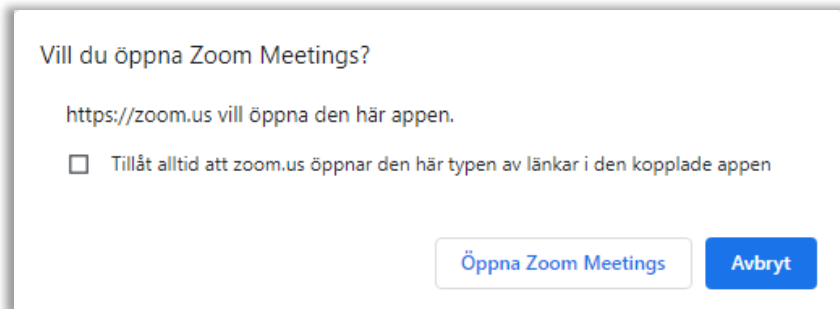 Vill du öppna Zoom Meetings?
https://zoom.us vill öppna den här appen.
Tillåt alltid att zoom.us öppnar den här typen av länkar i den kopplade appen
Öppna Zoom Meetings Avbryt